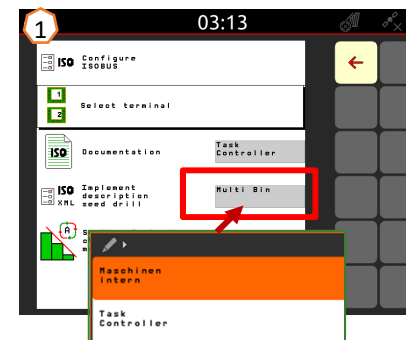 1
03:13
ISO Configure
ISOBUS
1
2
Select terminal
ISO
Documentation
Task
Controller
ISO
XML
Implement
description
seed drill
Multi Bin
A
Maschinen
intern
Task
Controller